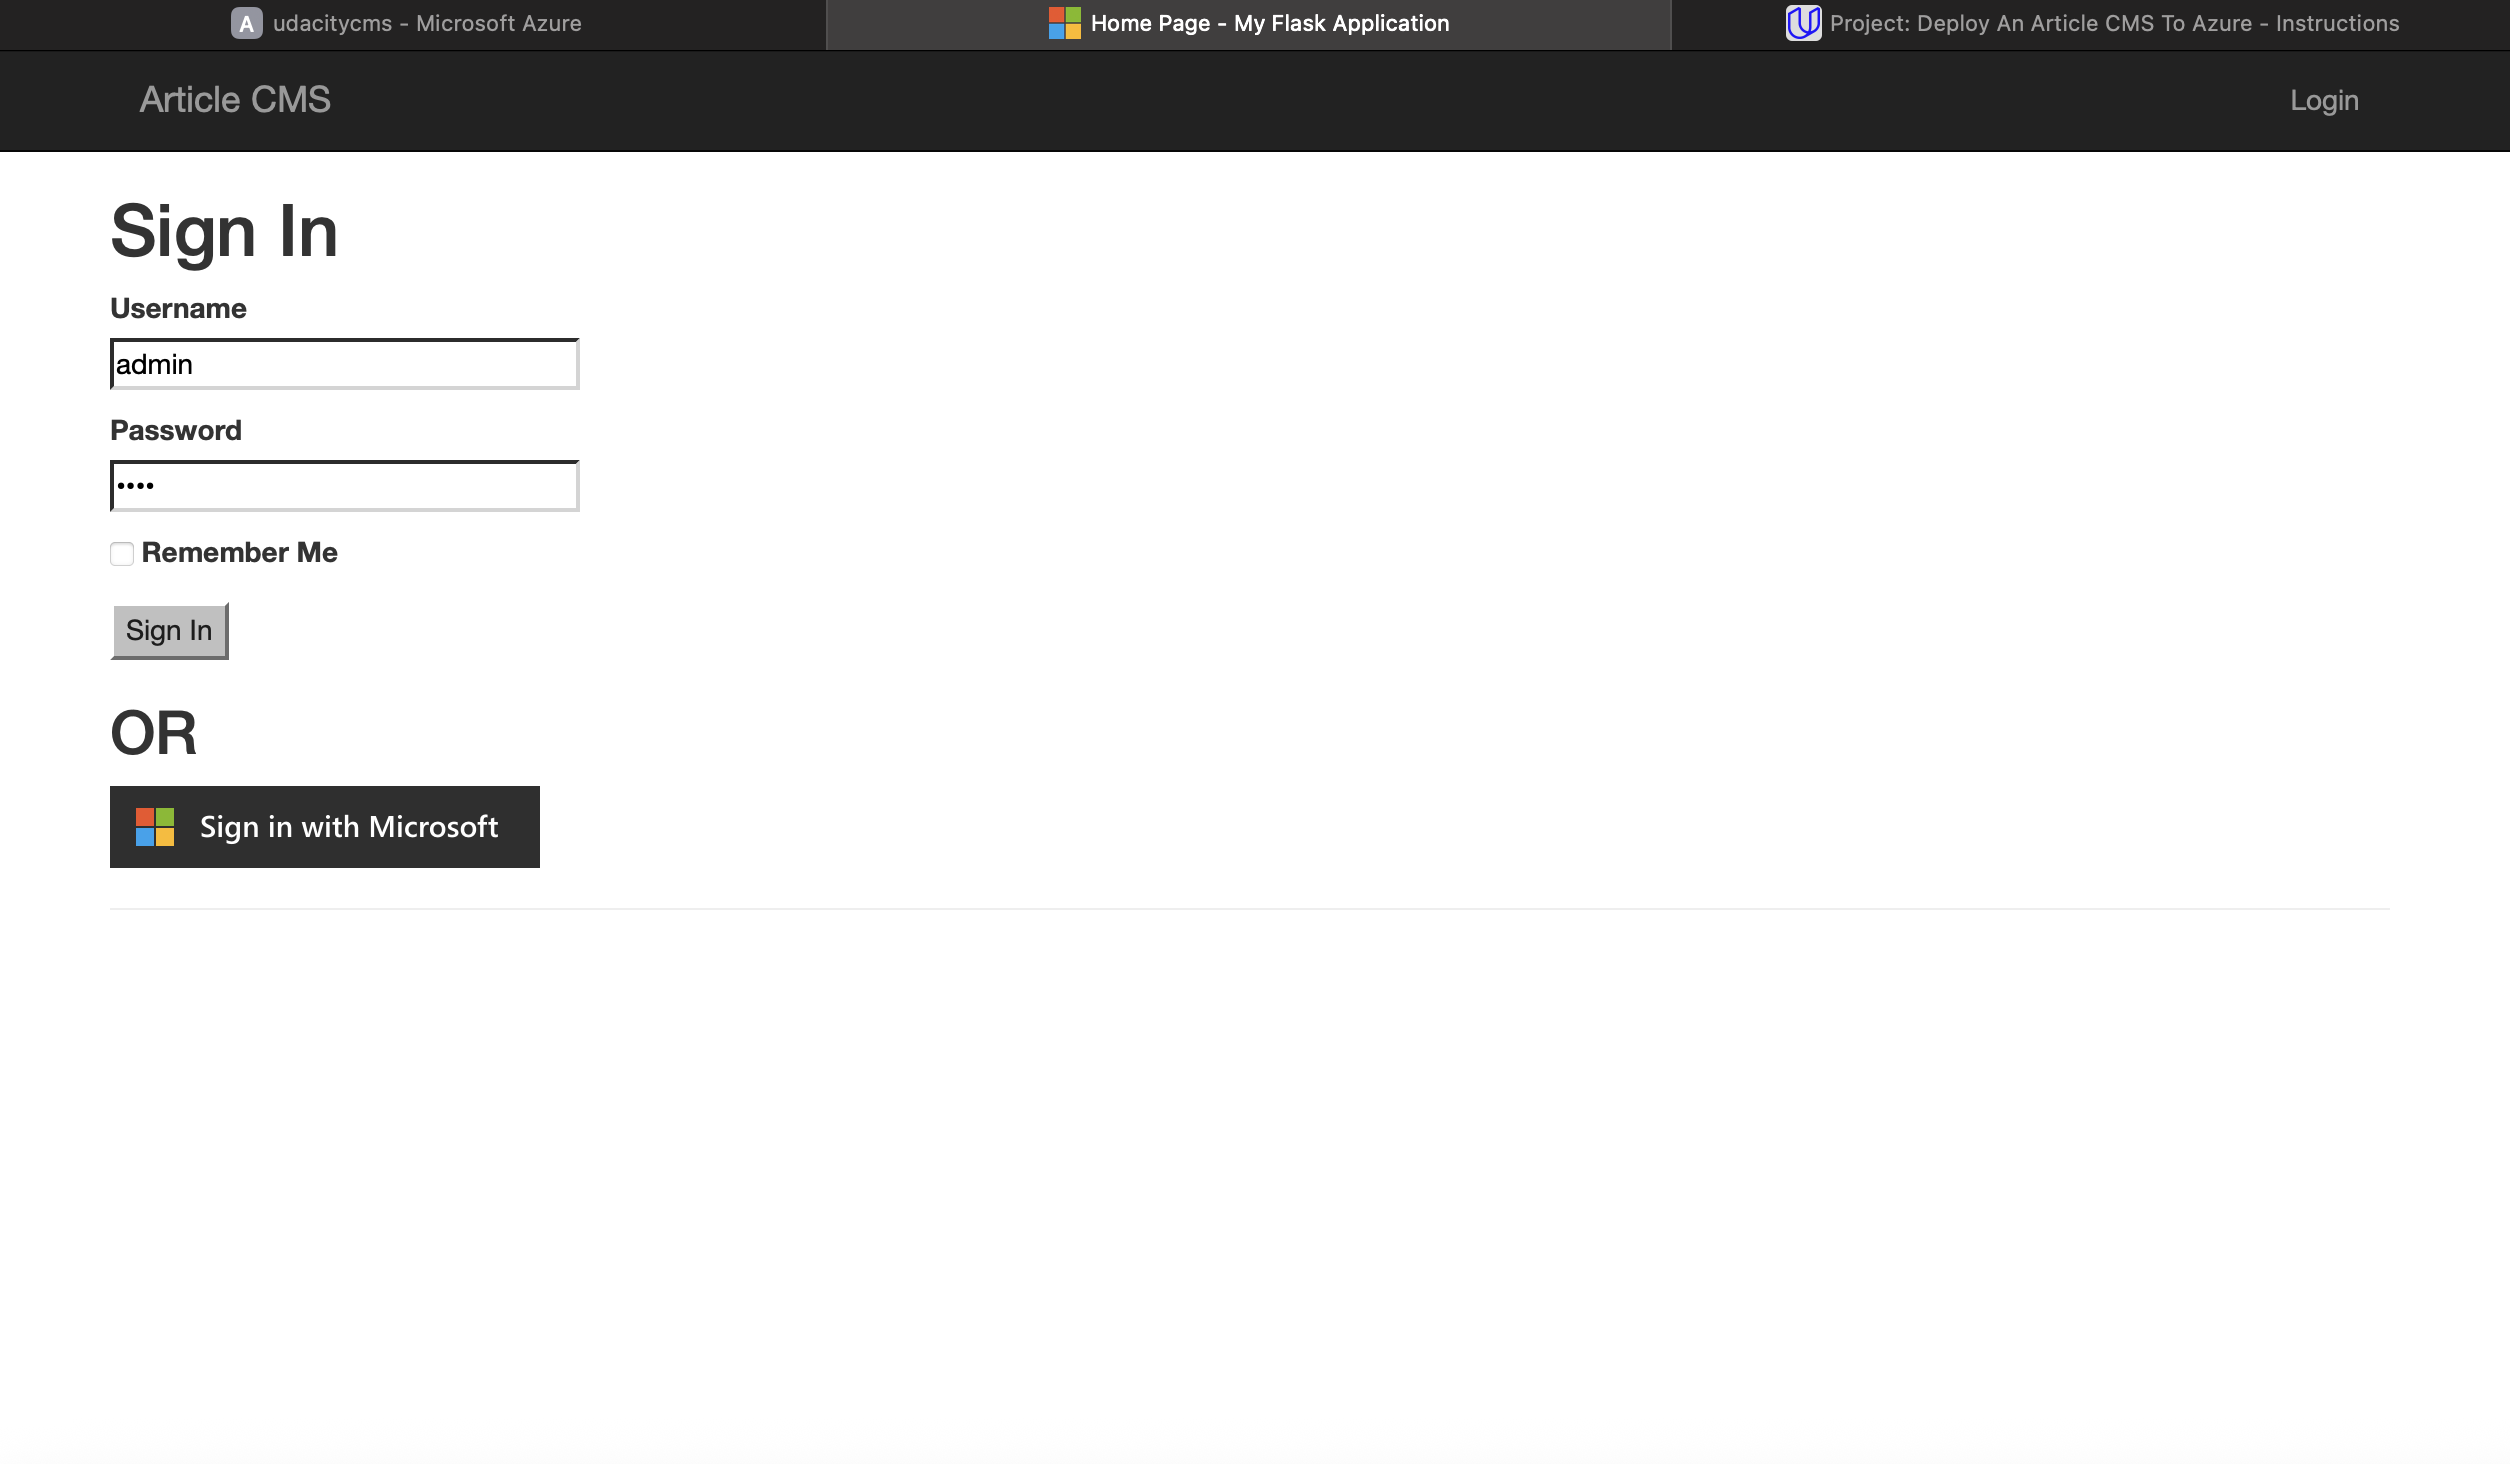 A udacitycms - Microsoft Azure
Home Page - My Flask Application
Project: Deploy An Article CMS To Azure - Instructions
Article CMS
Login
Sign In
Username
admin
Password
••••
Remember Me
Sign In
OR
Sign in with Microsoft